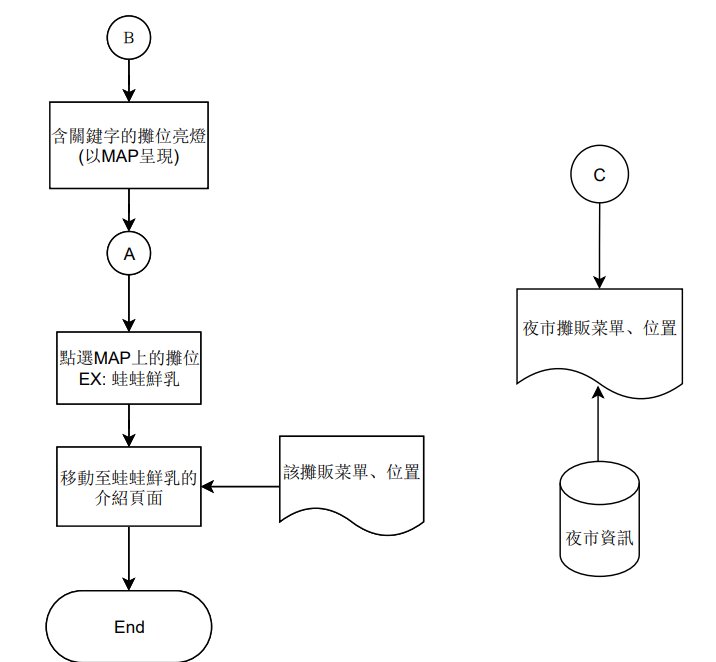 B
含關鍵字的攤位亮燈
(以MAP呈現)
A
點選MAP上的攤位
EX: 蛙蛙鮮乳
移動至蛙蛙鮮乳的
介紹頁面
該攤販菜單、位置
End
C
夜市攤販菜單、位置
夜市資訊